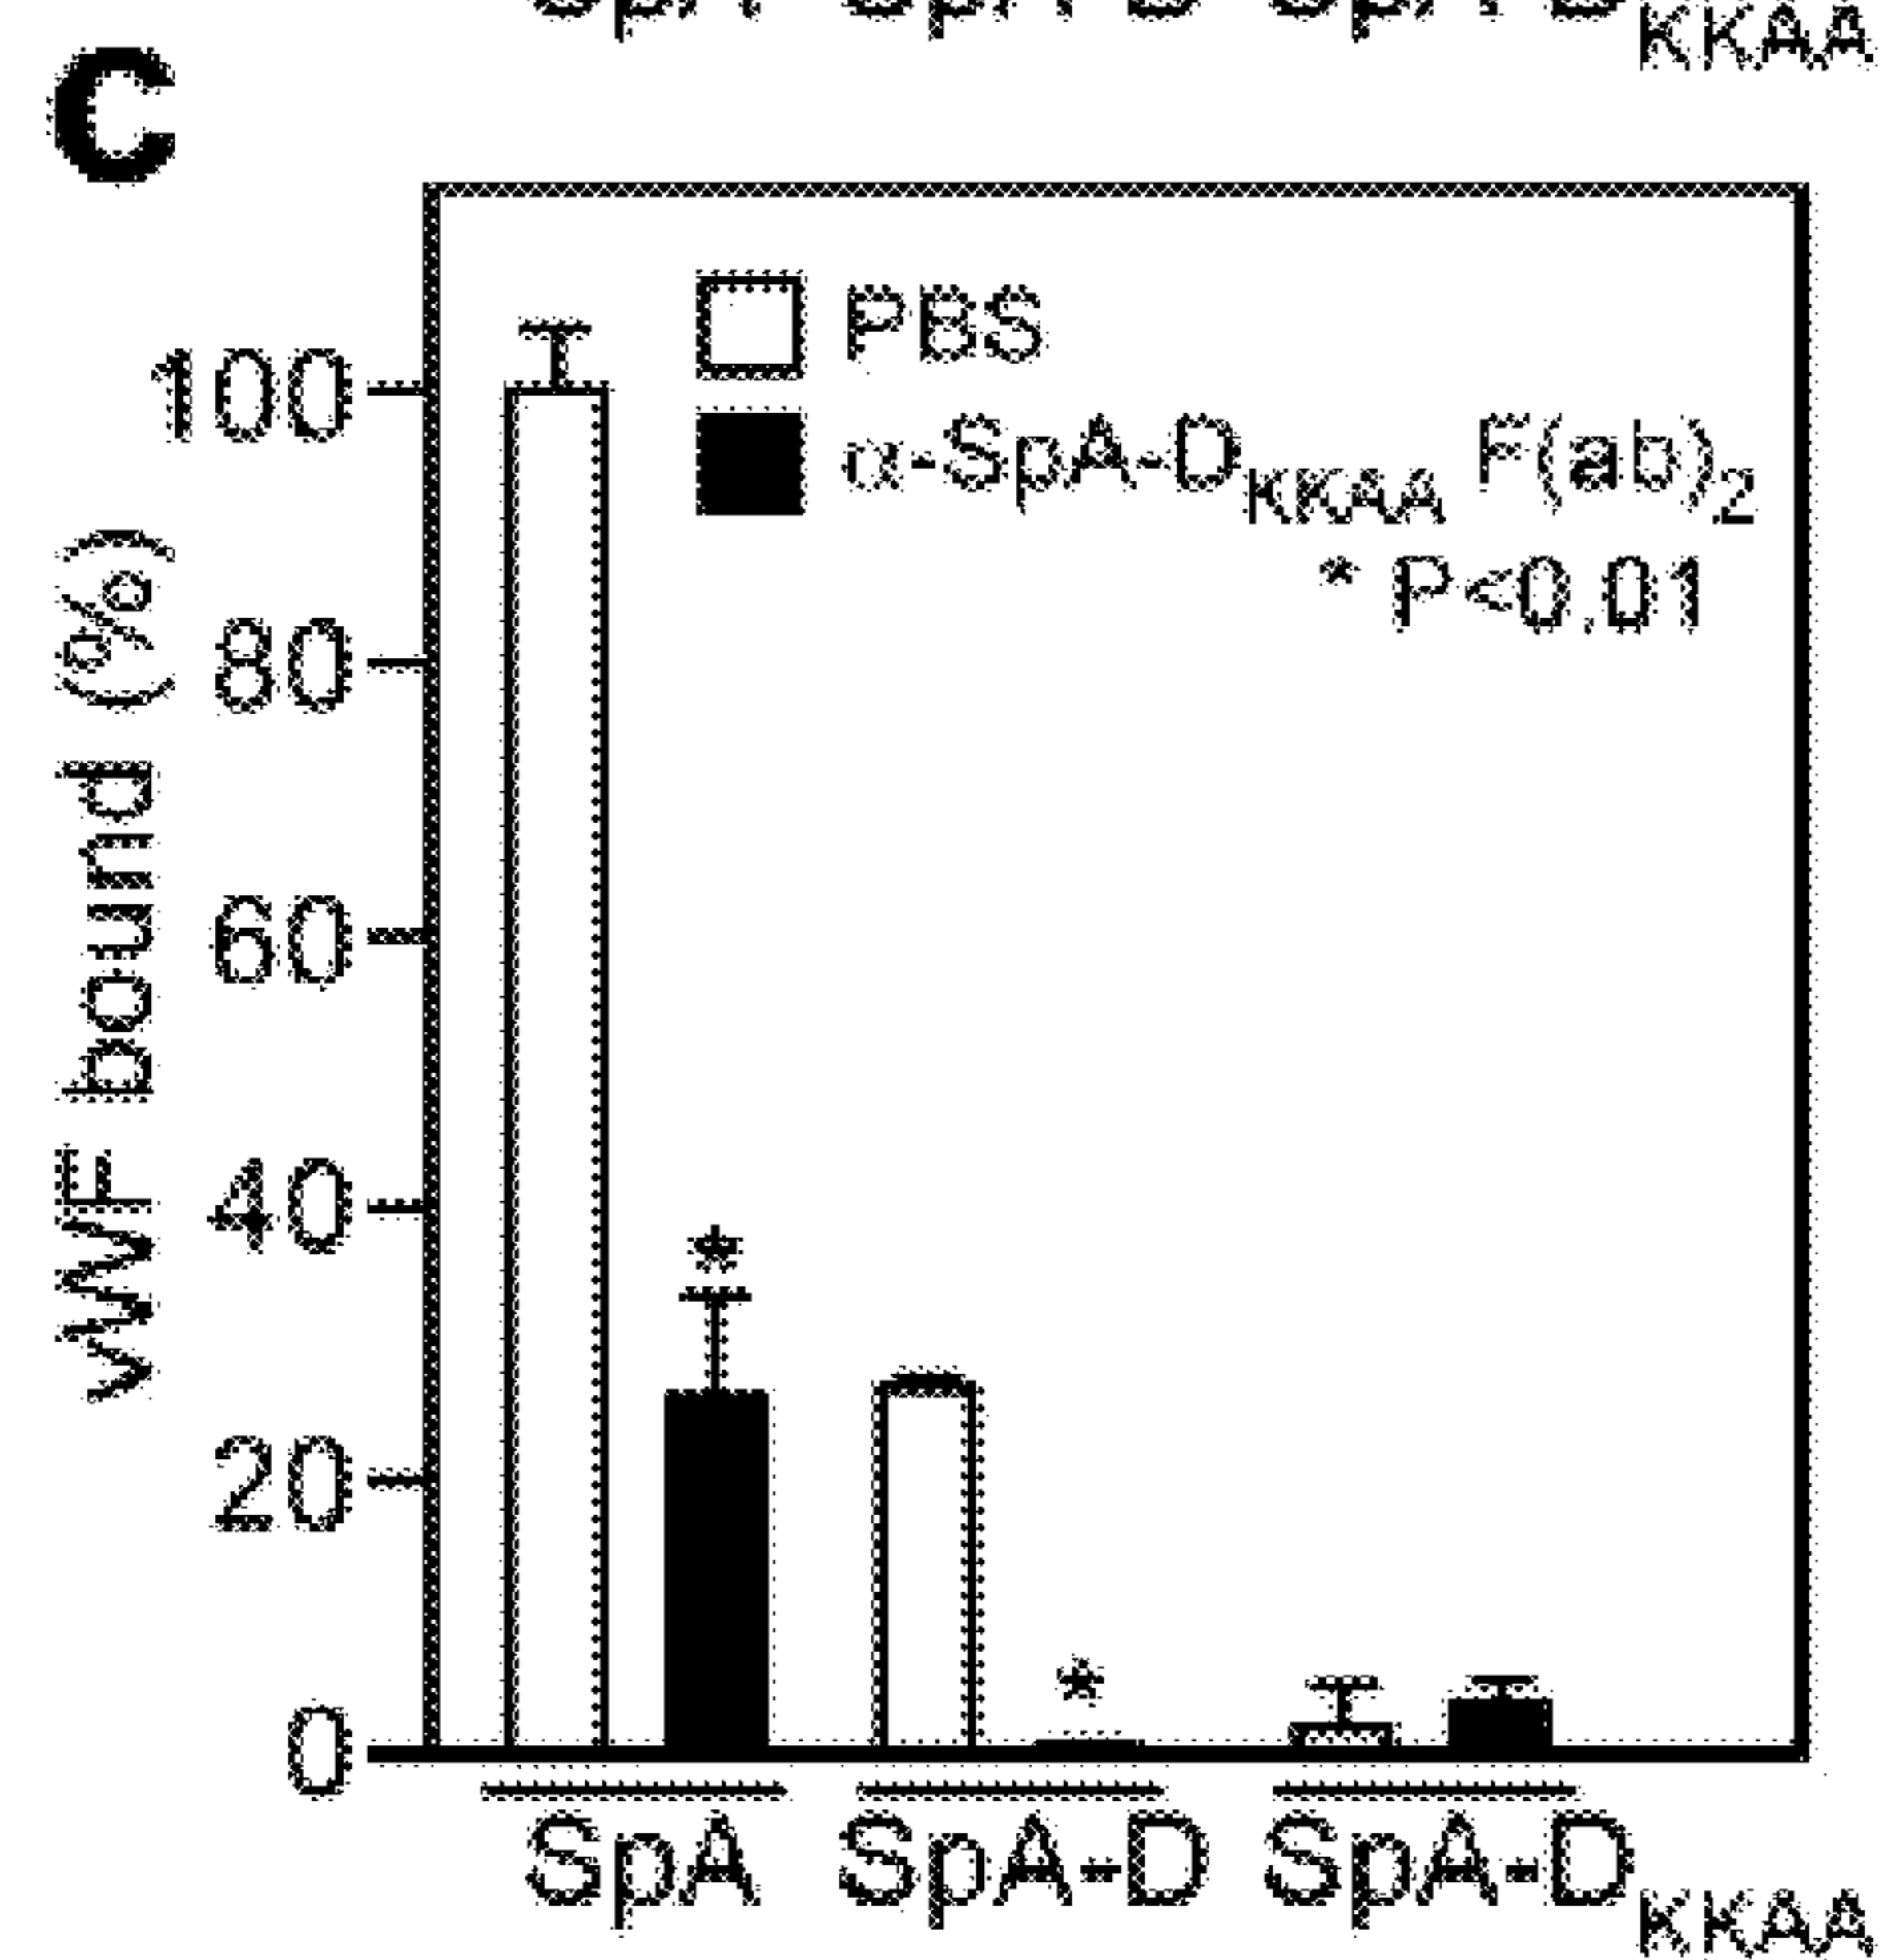 KKAA
C
PBS
α-SpA-DKKAA F(ab)2
* P<0.01
vWF bound (%)
100
80
60
40
20
0
*
*
SpA SpA-D SpA-DKKAA